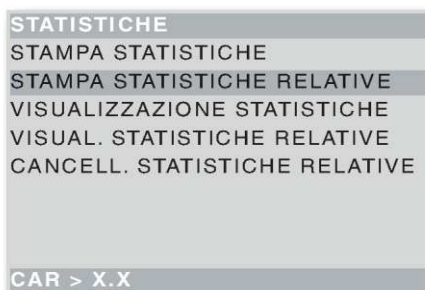 STATISTICHE
STAMPA STATISTICHE
STAMPA STATISTICHE RELATIVE
VISUALIZZAZIONE STATISTICHE
VISUAL. STATISTICHE RELATIVE
CANCELL. STATISTICHE RELATIVE
CAR > X.X